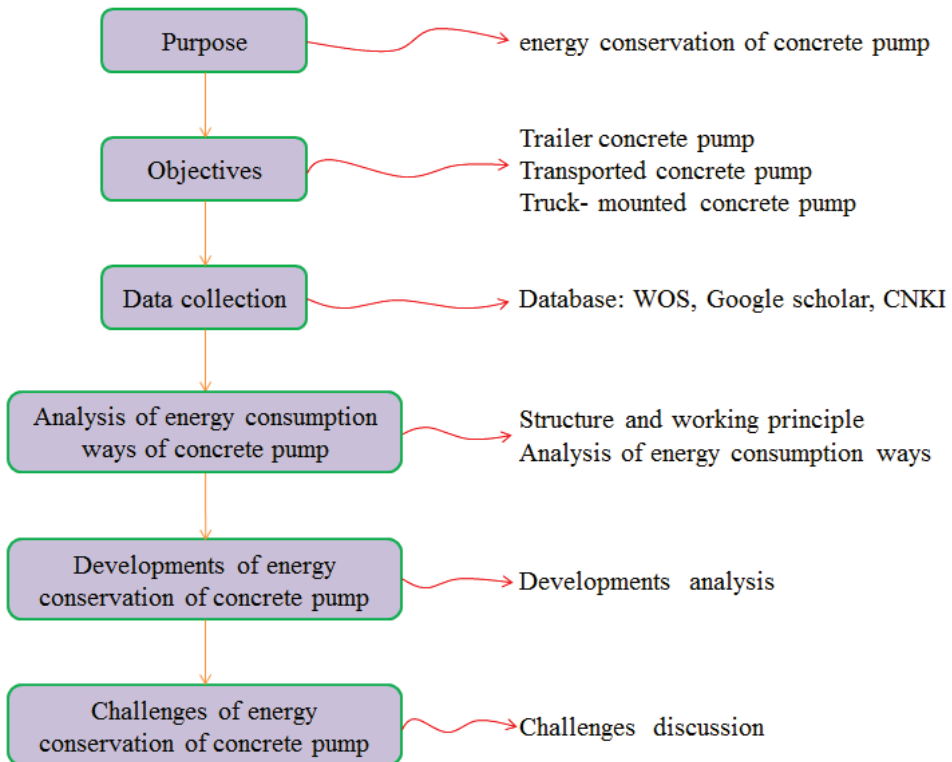 Purpose
energy conservation of concrete pump
Objectives
Trailer concrete pump
Transported concrete pump
Truck- mounted concrete pump
Data collection
Database: WOS, Google scholar, CNKI
Analysis of energy consumption
ways of concrete pump
Structure and working principle
Analysis of energy consumption ways
Developments of energy
conservation of concrete pump
Developments analysis
Challenges of energy
conservation of concrete pump
Challenges discussion